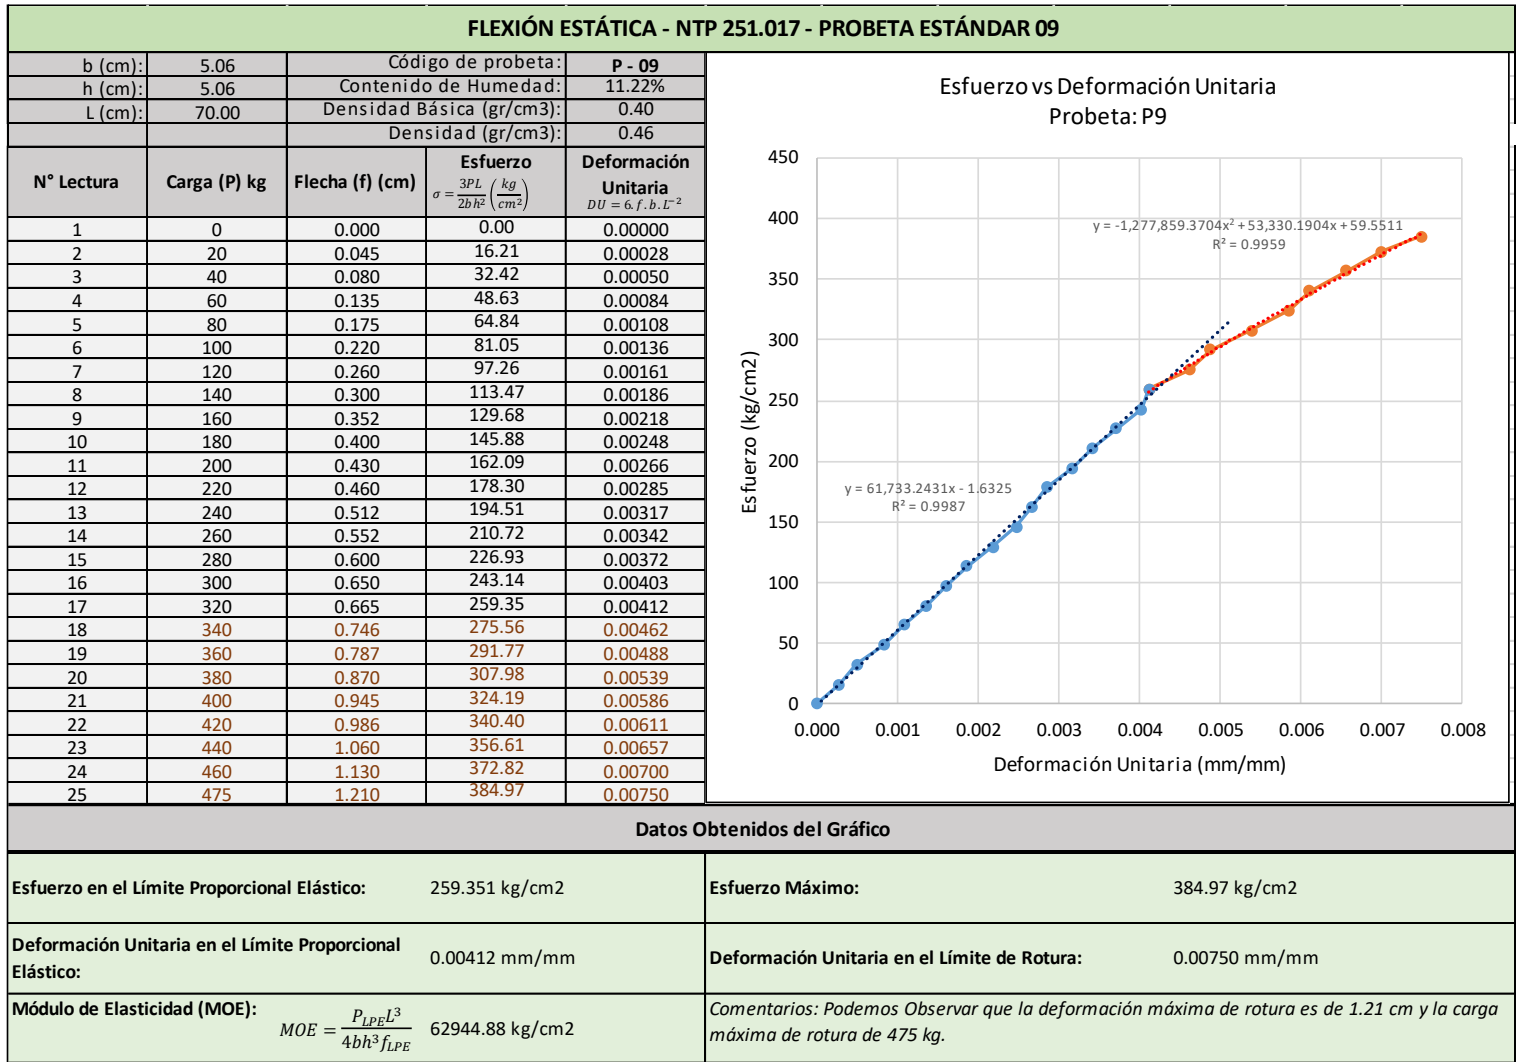 FLEXIÓN ESTÁTICA - NTP 251.017 - PROBETA ESTÁNDAR 09
b (cm): 5.06 Código de probeta: P - 09
h (cm): 5.06 Contenido de Humedad: 11.22%
L (cm): 70.00 Densidad Básica (gr/cm3): 0.40
Densidad (gr/cm3): 0.46
N° Lectura Carga (P) kg Flecha (f) (cm) Esfuerzo σ = 3PL/2bh² (kg/cm²) Deformación Unitaria DU = 6.f.b.L⁻²
1 0 0.000 0.00 0.00000
2 20 0.045 16.21 0.00028
3 40 0.080 32.42 0.00050
4 60 0.135 48.63 0.00084
5 80 0.175 64.84 0.00108
6 100 0.220 81.05 0.00136
7 120 0.260 97.26 0.00161
8 140 0.300 113.47 0.00186
9 160 0.352 129.68 0.00218
10 180 0.400 145.88 0.00248
11 200 0.430 162.09 0.00266
12 220 0.460 178.30 0.00285
13 240 0.512 194.51 0.00317
14 260 0.552 210.72 0.00342
15 280 0.600 226.93 0.00372
16 300 0.650 243.14 0.00403
17 320 0.665 259.35 0.00412
18 340 0.746 275.56 0.00462
19 360 0.787 291.77 0.00488
20 380 0.870 307.98 0.00539
21 400 0.945 324.19 0.00586
22 420 0.986 340.40 0.00611
23 440 1.060 356.61 0.00657
24 460 1.130 372.82 0.00700
25 475 1.210 384.97 0.00750
Esfuerzo vs Deformación Unitaria
Probeta: P9
450
400
350
300
250
200
150
100
50
0
Esfuerzo (kg/cm2)
y = -1,277,859.3704x² + 53,330.1904x + 59.5511
R² = 0.9959
y = 61,733.2431x - 1.6325
R² = 0.9987
0.000 0.001 0.002 0.003 0.004 0.005 0.006 0.007 0.008
Deformación Unitaria (mm/mm)
Datos Obtenidos del Gráfico
Esfuerzo en el Límite Proporcional Elástico: 259.351 kg/cm2
Esfuerzo Máximo: 384.97 kg/cm2
Deformación Unitaria en el Límite Proporcional
Elástico: 0.00412 mm/mm
Deformación Unitaria en el Límite de Rotura: 0.00750 mm/mm
Módulo de Elasticidad (MOE): MOE = P_LPE L³/4bh³f_LPE 62944.88 kg/cm2
Comentarios: Podemos Observar que la deformación máxima de rotura es de 1.21 cm y la carga
máxima de rotura de 475 kg.